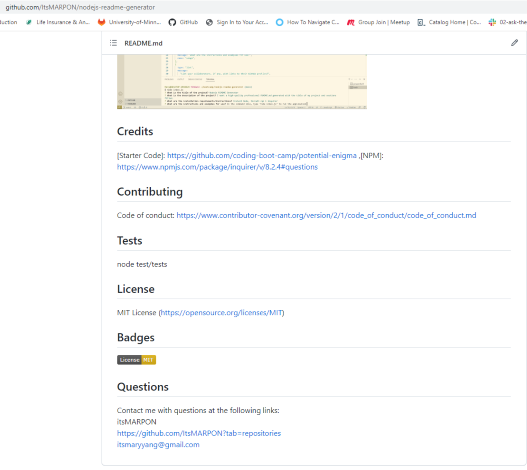 github.com/ItsMARPON/nodejs-readme-generator
duction Life Insurance & An... University-of-Minn... GitHub Sign In to Your Acc... How To Navigate C... Group Join | Meetup Catalog Home | Co... 02-ask-the
README.md
Credits
[Starter Code]: https://github.com/coding-boot-camp/potential-enigma ,[NPM]:
https://www.npmjs.com/package/inquirer/v/8.2.4#questions
Contributing
Code of conduct: https://www.contributor-covenant.org/version/2/1/code_of_conduct/code_of_conduct.md
Tests
node test/tests
License
MIT License (https://opensource.org/licenses/MIT)
Badges
License MIT
Questions
Contact me with questions at the following links:
itsMARPON
https://github.com/ItsMARPON?tab=repositories
itsmaryyang@gmail.com